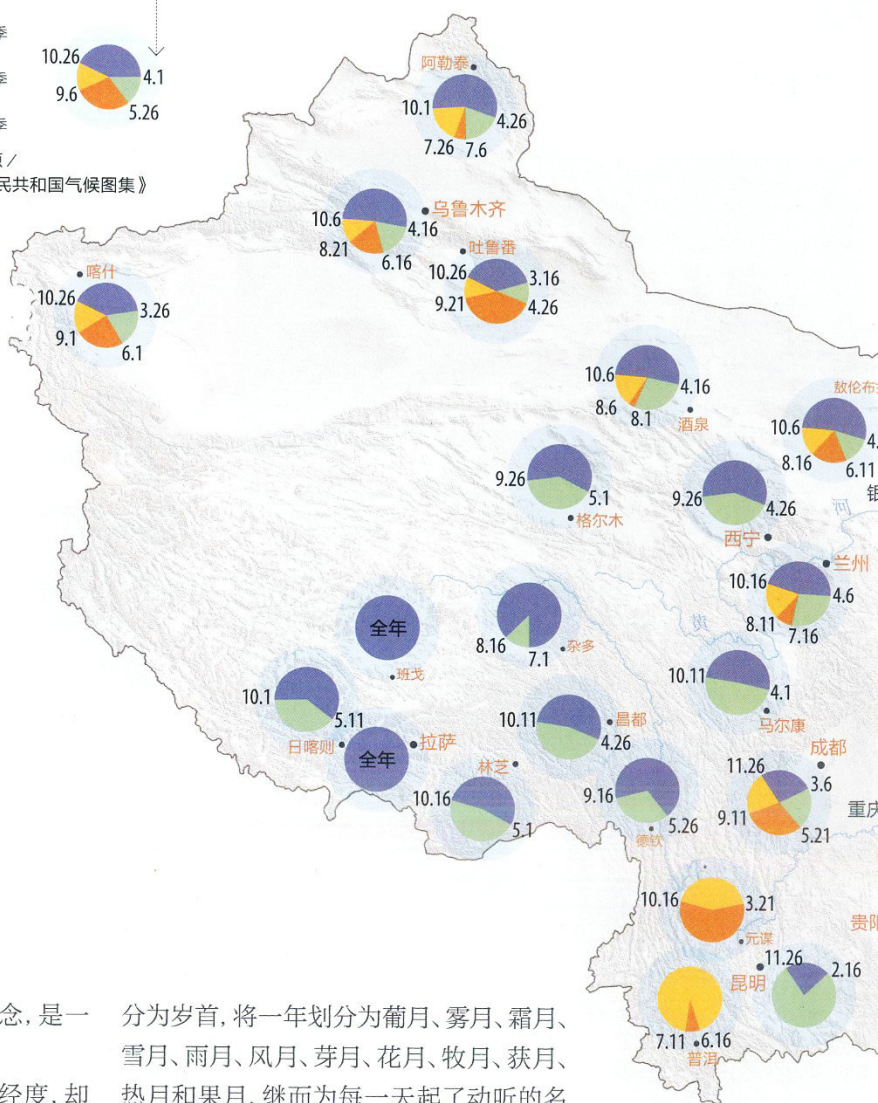 季
10.26
4.1
9.6
5.26
季
季
民共和国气候图集》
阿勒泰
10.1
4.26
7.26
7.6
乌鲁木齐
10.6
4.16
8.21
6.16
吐鲁番
10.26
3.16
9.21
4.26
喀什
10.26
3.26
9.1
6.1
10.6
4.16
8.6
8.1
酒泉
敖伦布
10.6
4.
8.16
6.11
银
9.26
5.1
格尔木
9.26
4.26
西宁
河
兰州
10.16
4.6
8.11
7.16
黄
全年
班戈
8.16
7.1
杂多
10.1
5.11
日喀则
全年
拉萨
10.11
4.26
昌都
10.11
4.1
马尔康
林芝
10.16
5.1
9.16
5.26
德钦
成都
11.26
3.6
9.11
5.21
重庆
10.16
3.21
元谋
贵阳
昆明
11.26
2.16
7.11
6.16
普洱
念,是一
经度,却
分为岁首,将一年划分为葡月、雾月、霜月、
雪月、雨月、风月、芽月、花月、牧月、获月、
热月和果月,继而为每一天起了动听的名